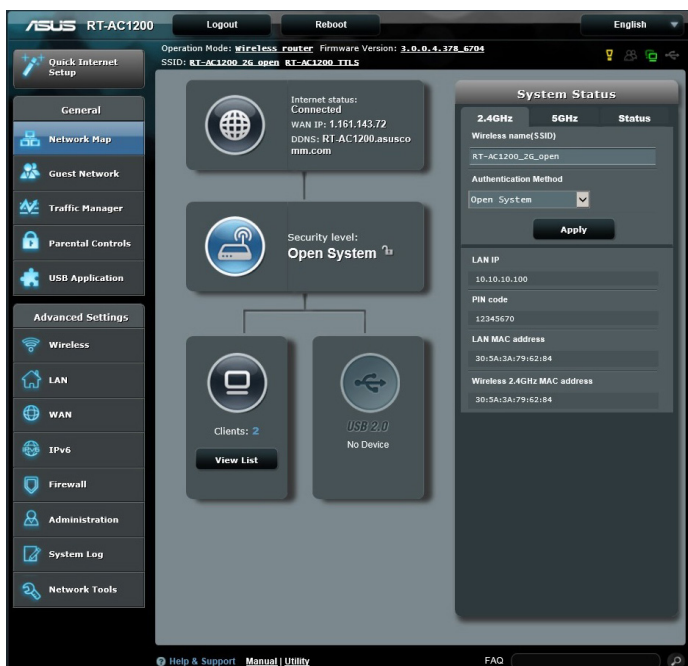 ASUS RT-AC1200
Logout
Reboot
English
Operation Mode: Wireless router Firmware Version: 3.0.0.4.378_6704
SSID: RT-AC1200_2G_open RT-AC1200_TTLS
Quick Internet
Setup
General
Network Map
Guest Network
Traffic Manager
Parental Controls
USB Application
Advanced Settings
Wireless
LAN
WAN
IPv6
Firewall
Administration
System Log
Network Tools
Internet status:
Connected
WAN IP: 1.161.143.72
DDNS: RT-AC1200.asusco
mm.com
Security level:
Open System
Clients: 2
View List
USB 2.0
No Device
System Status
2.4GHz
5GHz
Status
Wireless name(SSID)
RT-AC1200_2G_open
Authentication
Method
Open System
Apply
LAN IP
10.10.10.100
PIN code
12345670
LAN MAC address
30:5A:3A:79:62:84
Wireless 2.4GHz MAC address
30:5A:3A:79:62:84
Help & Support Manual | Utility
FAQ